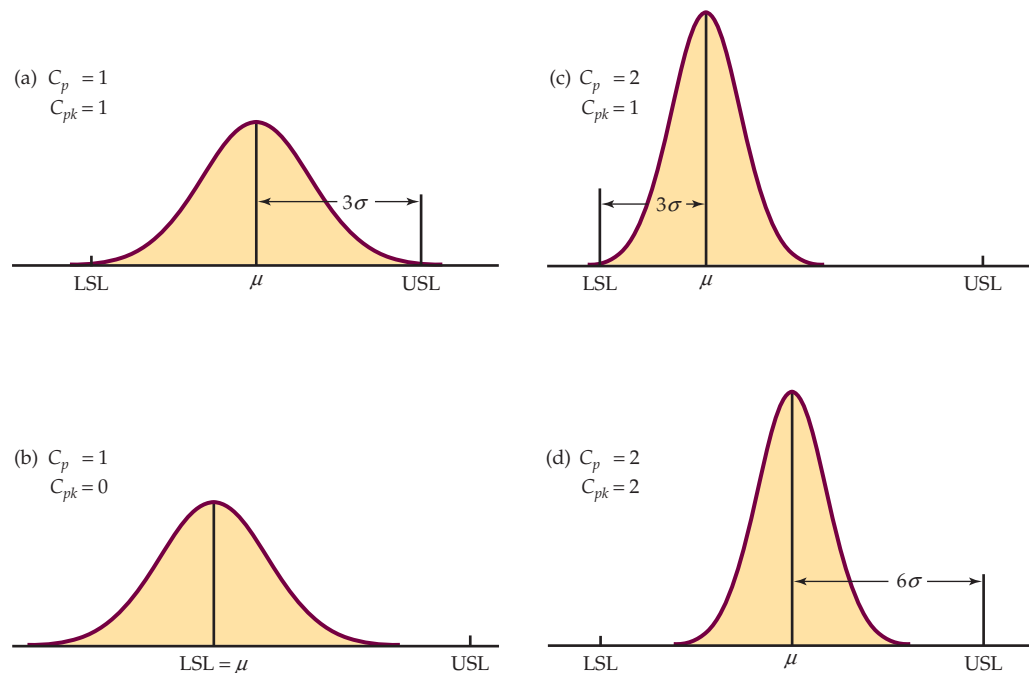 (a) Cp = 1
Cpk = 1
3σ
LSL μ USL
(c) Cp = 2
Cpk = 1
3σ
LSL μ USL
(b) Cp = 1
Cpk = 0
LSL = μ USL
(d) Cp = 2
Cpk = 2
6σ
LSL μ USL